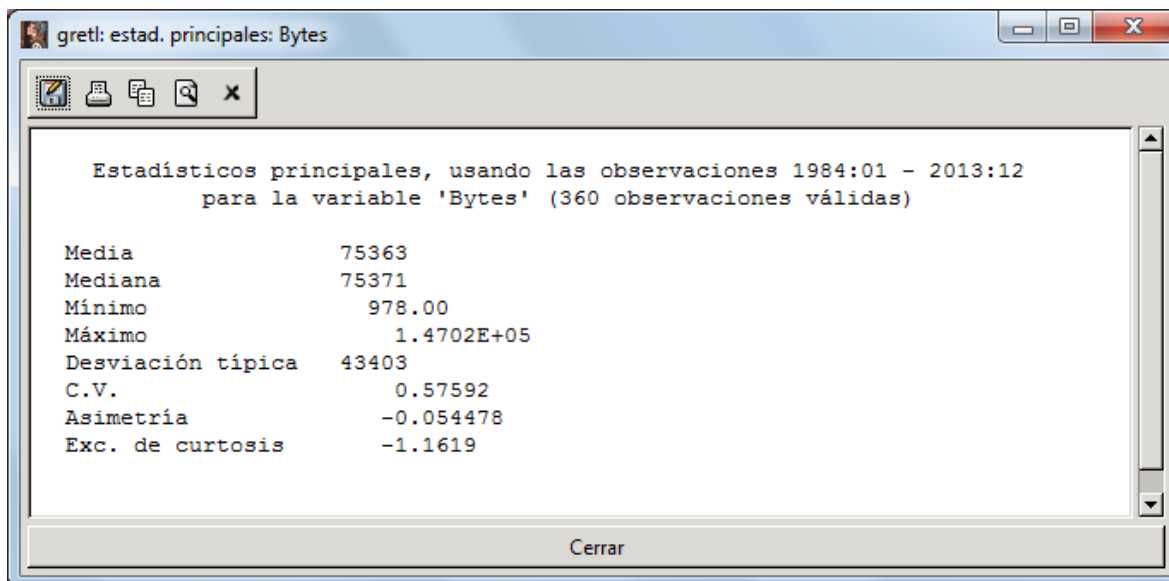 gretl: estad. principales: Bytes
Estadísticos principales, usando las observaciones 1984:01 - 2013:12
para la variable 'Bytes' (360 observaciones válidas)
Media 75363
Mediana 75371
Mínimo 978.00
Máximo 1.4702E+05
Desviación típica 43403
C.V. 0.57592
Asimetría -0.054478
Exc. de curtosis -1.1619
Cerrar